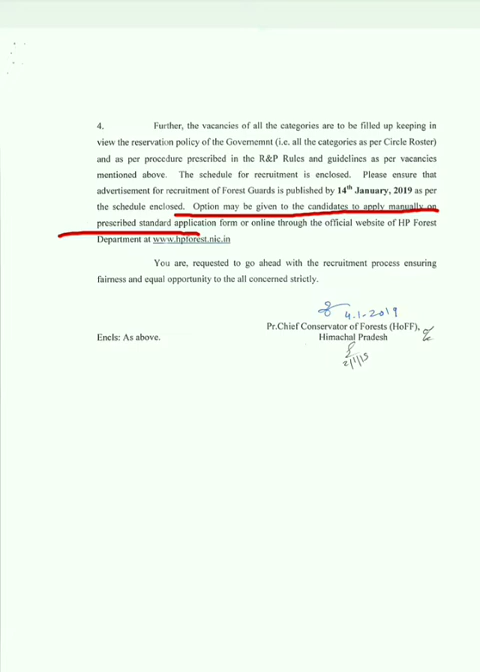 4. Further, the vacancies of all the categories are to be filled up keeping in
view the reservation policy of the Governemnt (i.e. all the categories as per Circle Roster)
and as per procedure prescribed in the R&P Rules and guidelines as per vacancies
mentioned above. The schedule for recruitment is enclosed. Please ensure that
advertisement for recruitment of Forest Guards is published by 14th January, 2019 as per
the schedule enclosed. Option may be given to the candidates to apply manually on
prescribed standard application form or online through the official website of HP Forest
Department at www.hpforest.nic.in
You are, requested to go ahead with the recruitment process ensuring
fairness and equal opportunity to the all concerned strictly.
4.1.2019
Pr.Chief Conservator of Forests (HoFF),
Encls: As above. Himachal Pradesh